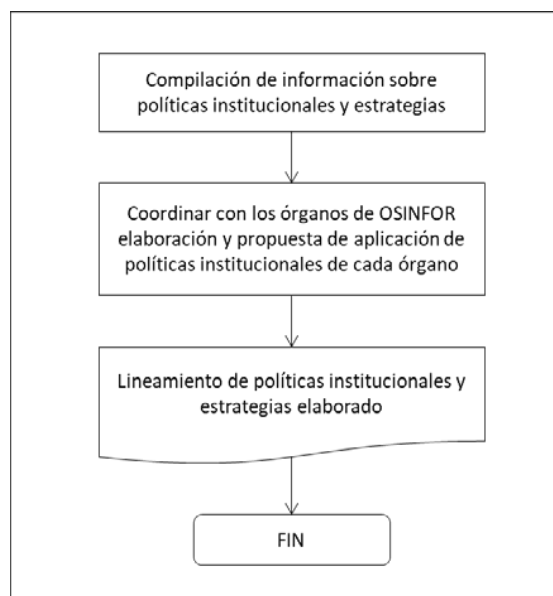 Compilación de información sobre
políticas institucionales y estrategias
Coordinar con los órganos de OSINFOR
elaboración y propuesta de aplicación de
políticas institucionales de cada órgano
Lineamiento de políticas institucionales y
estrategias elaborado
FIN